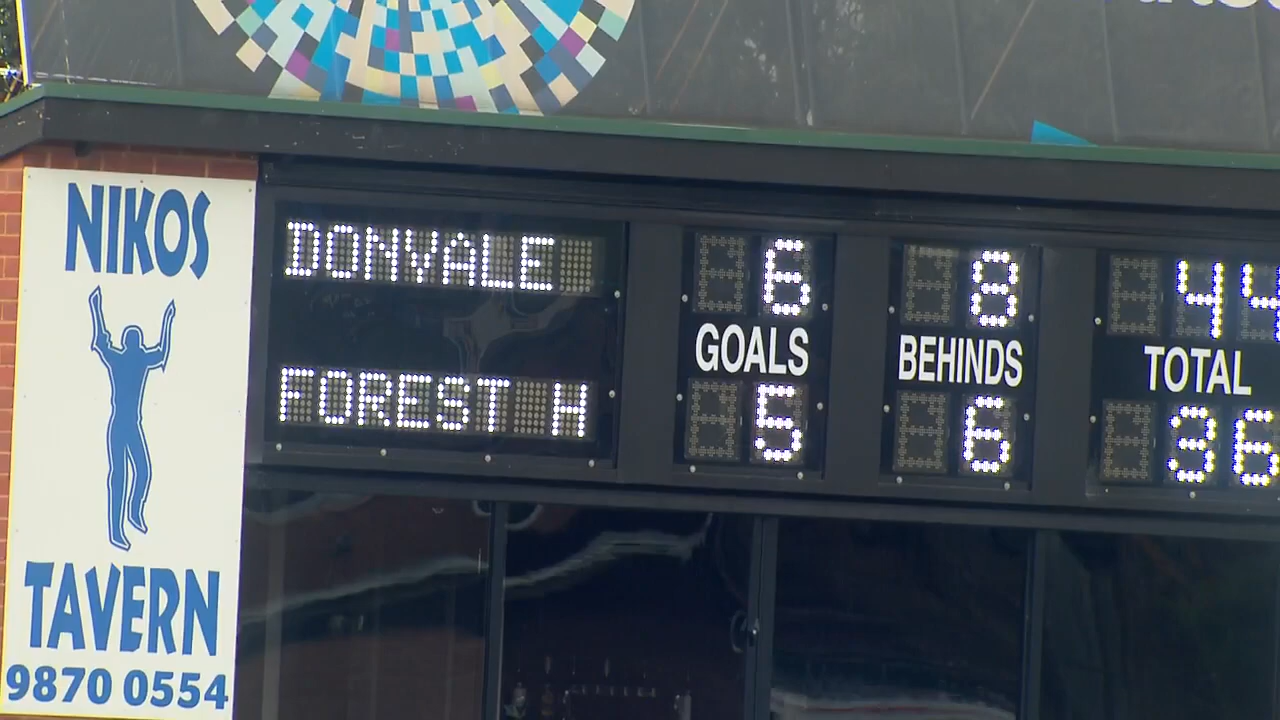 NIKOS
TAVERN
9870 0554
DONVALE 6 8 44
GOALS BEHINDS TOTAL
FOREST H 5 6 36